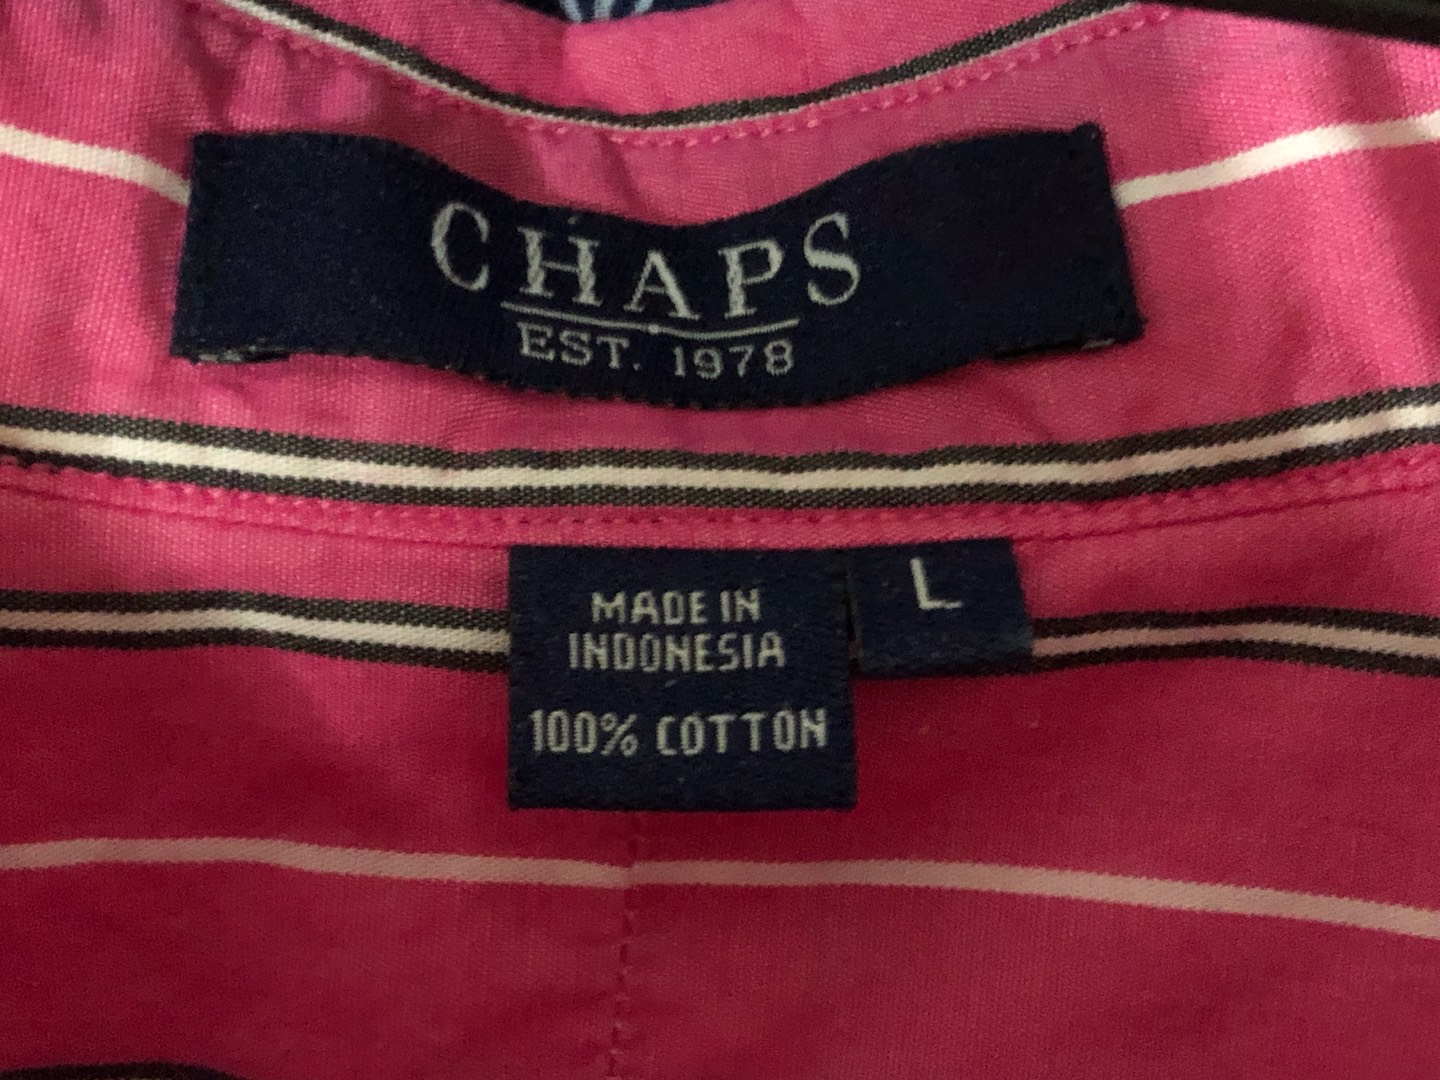 CHAPS
EST. 1978
MADE IN
INDONESIA
100% COTTON
L